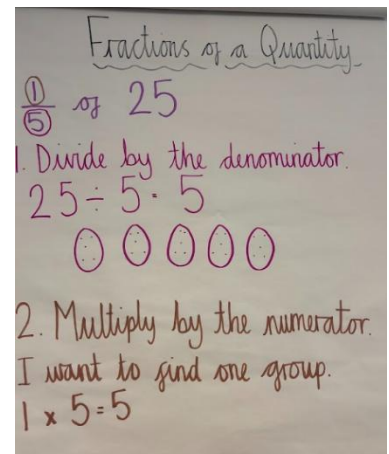 Fractions of a Quantity
1/5 of 25
1. Divide by the denominator.
25 ÷ 5 = 5
2. Multiply by the numerator.
I want to find one group.
1 x 5 = 5